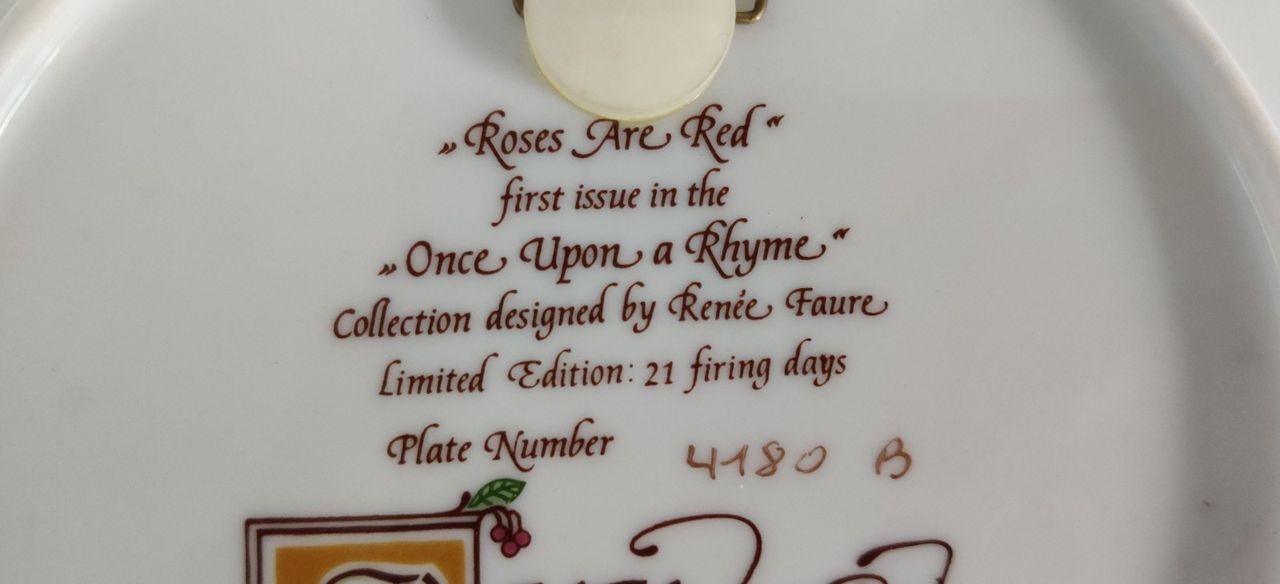 „Roses Are Red“
first issue in the
„Once Upon a Rhyme“
Collection designed by Renée Faure
Limited Edition: 21 firing days
Plate Number 4180 B